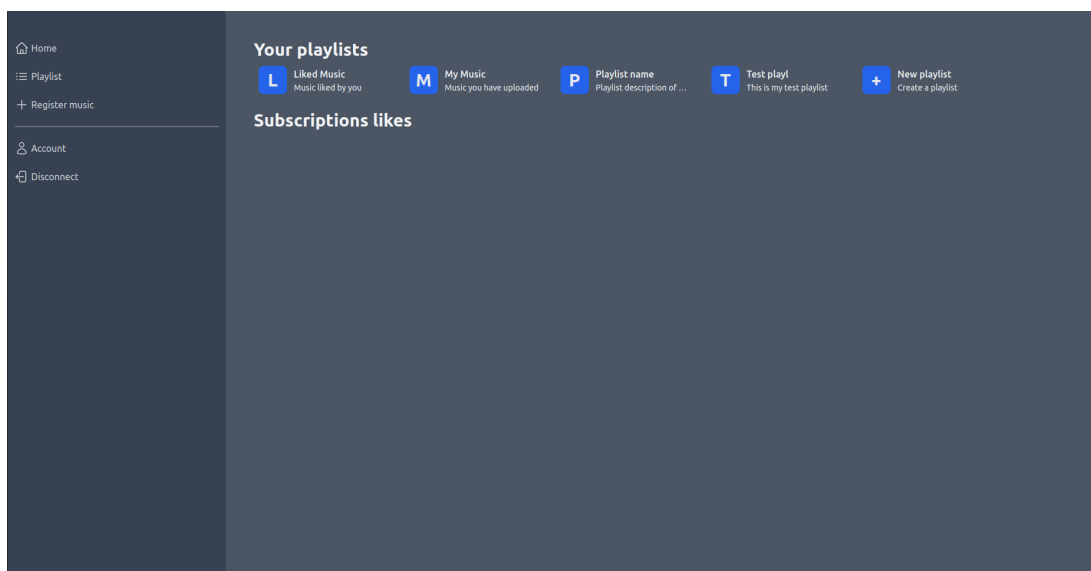 Home
Playlist
Register music
Account
Disconnect
Your playlists
L
Liked Music
Music liked by you
M
My Music
Music you have uploaded
P
Playlist name
Playlist description of ...
T
Test playl
This is my test playlist
+
New playlist
Create a playlist
Subscriptions likes